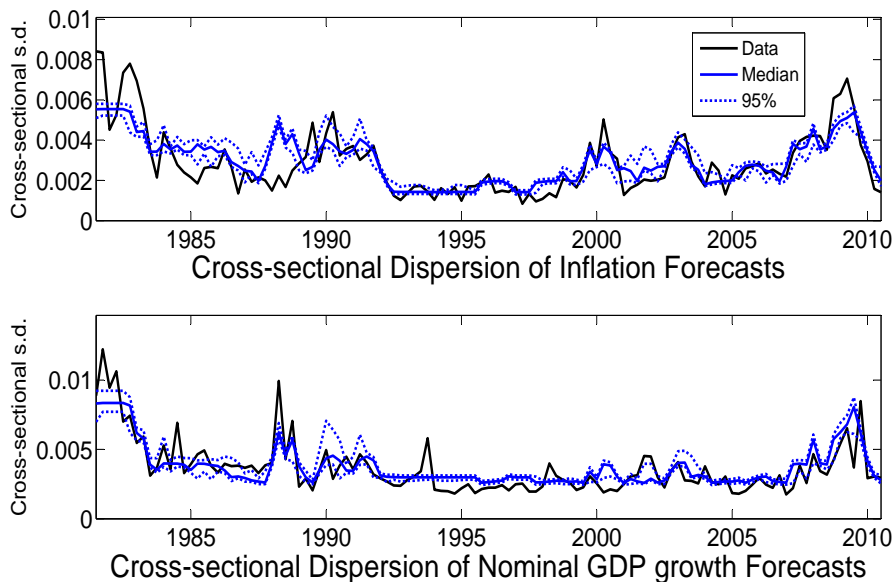 0.01
0.008
0.006
0.004
0.002
0
Cross-sectional s.d.
Data
Median
95%
1985 1990 1995 2000 2005 2010
Cross-sectional Dispersion of Inflation Forecasts
0.01
0.005
0
Cross-sectional s.d.
1985 1990 1995 2000 2005 2010
Cross-sectional Dispersion of Nominal GDP growth Forecasts